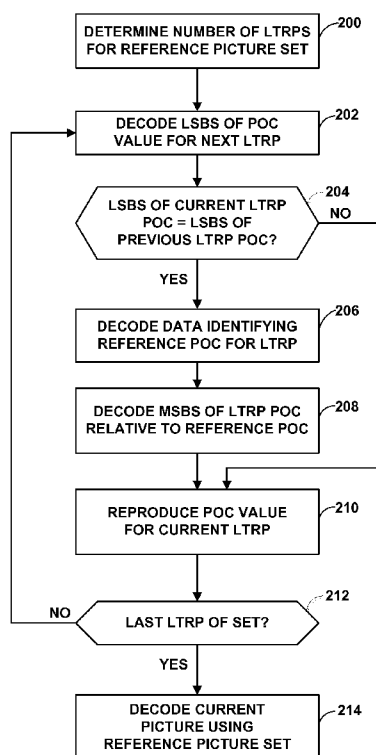 DETERMINE NUMBER OF LTRPS
FOR REFERENCE PICTURE SET
200
DECODE LSBS OF POC
VALUE FOR NEXT LTRP
202
LSBS OF CURRENT LTRP
POC = LSBS OF
PREVIOUS LTRP POC?
204
NO
YES
DECODE DATA IDENTIFYING
REFERENCE POC FOR LTRP
206
DECODE MSBS OF LTRP POC
RELATIVE TO REFERENCE POC
208
REPRODUCE POC VALUE
FOR CURRENT LTRP
210
NO
LAST LTRP OF SET?
212
YES
DECODE CURRENT
PICTURE USING
REFERENCE PICTURE SET
214